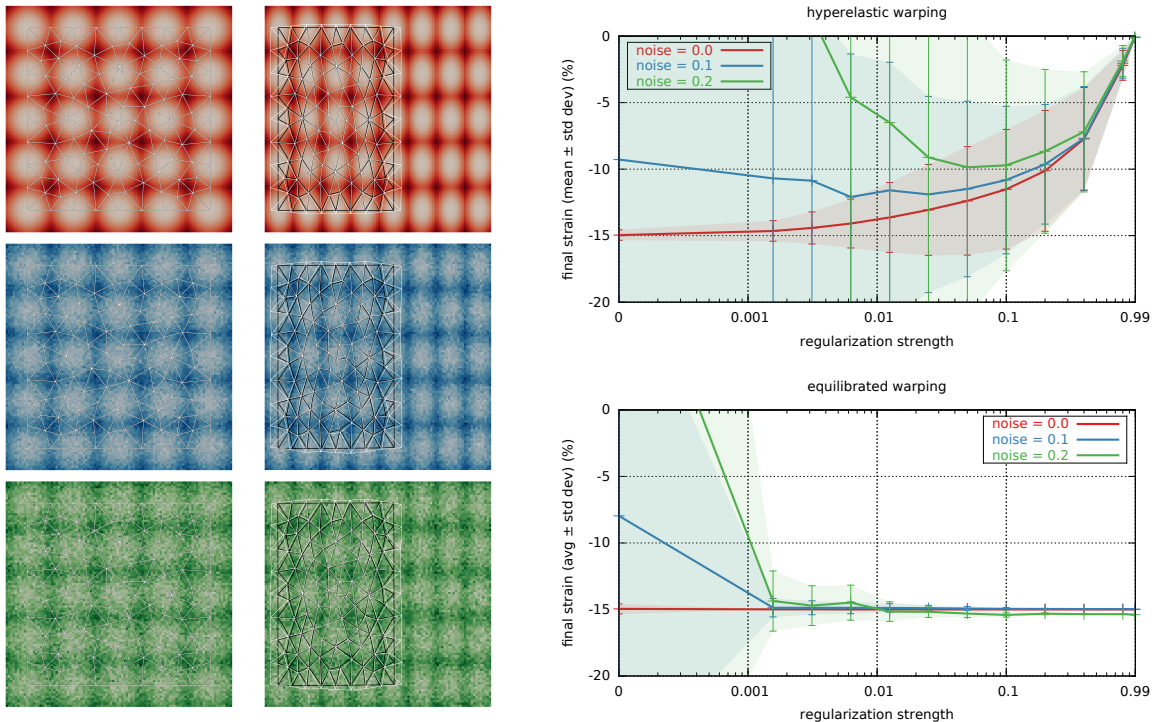 hyperelastic warping
final strain (mean ± std dev) (%)
0
-5
-10
-15
-20
noise = 0.0
noise = 0.1
noise = 0.2
0
0.001
0.01
0.1
0.99
regularization strength
equilibrated warping
final strain (avg ± std dev) (%)
0
-5
-10
-15
-20
noise = 0.0
noise = 0.1
noise = 0.2
0
0.001
0.01
0.1
0.99
regularization strength